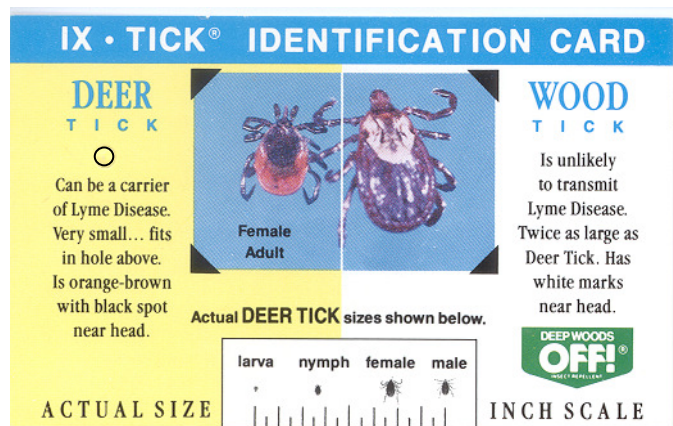 IX • TICK® IDENTIFICATION CARD
DEER
TICK
Can be a carrier
of Lyme Disease.
Very small... fits
in hole above.
Is orange-brown
with black spot
near head.
Female
Adult
WOOD
TICK
Is unlikely
to transmit
Lyme Disease.
Twice as large as
Deer Tick. Has
white marks
near head.
Actual DEER TICK sizes shown below.
larva nymph female male
DEEP WOODS
OFF!®
INSECT REPELLENT
ACTUAL SIZE
INCH SCALE